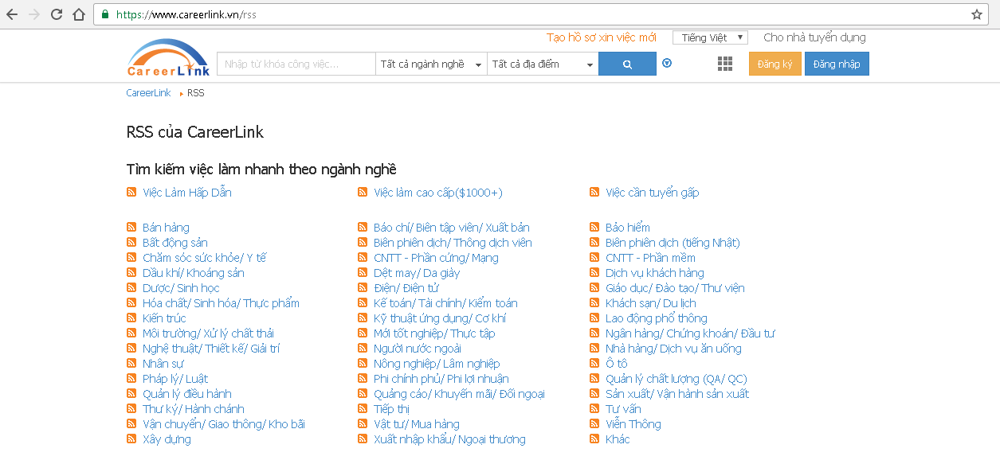 https://www.careerlink.vn/rss
Tạo hồ sơ xin việc mới Tiếng Việt Cho nhà tuyển dụng
CareerLink Nhập từ khóa công việc... Tất cả ngành nghề Tất cả địa điểm Đăng ký Đăng nhập
CareerLink RSS
RSS của CareerLink
Tìm kiếm việc làm nhanh theo ngành nghề
Việc Làm Hấp Dẫn Việc làm cao cấp($1000+) Việc cần tuyển gấp
Bán hàng Báo chí/ Biên tập viên/ Xuất bản Bảo hiểm
Bất động sản Biên phiên dịch/ Thông dịch viên Biên phiên dịch (tiếng Nhật)
Chăm sóc sức khỏe/ Y tế CNTT - Phần cứng/ Mạng CNTT - Phần mềm
Dầu khí/ Khoáng sản Dệt may/ Da giày Dịch vụ khách hàng
Dược/ Sinh học Điện/ Điện tử Giáo dục/ Đào tạo/ Thư viện
Hóa chất/ Sinh hóa/ Thực phẩm Kế toán/ Tài chính/ Kiểm toán Khách sạn/ Du lịch
Kiến trúc Kỹ thuật ứng dụng/ Cơ khí Lao động phổ thông
Môi trường/ Xử lý chất thải Mới tốt nghiệp/ Thực tập Ngân hàng/ Chứng khoán/ Đầu tư
Nghệ thuật/ Thiết kế/ Giải trí Người nước ngoài Nhà hàng/ Dịch vụ ăn uống
Nhân sự Nông nghiệp/ Lâm nghiệp Ô tô
Pháp lý/ Luật Phi chính phủ/ Phi lợi nhuận Quản lý chất lượng (QA/ QC)
Quản lý điều hành Quảng cáo/ Khuyến mãi/ Đối ngoại Sản xuất/ Vận hành sản xuất
Thư ký/ Hành chánh Tiếp thị Tư vấn
Vận chuyển/ Giao thông/ Kho bãi Vật tư/ Mua hàng Viễn Thông
Xây dựng Xuất nhập khẩu/ Ngoại thương Khác